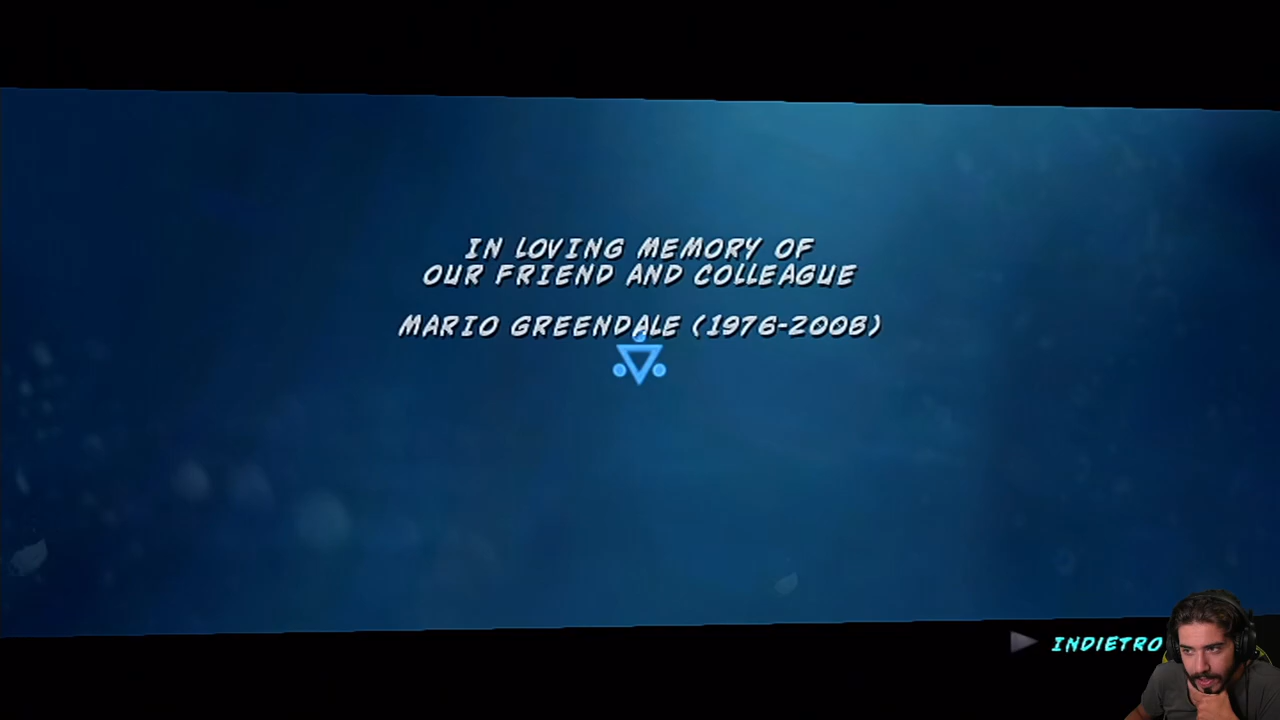 IN LOVING MEMORY OF
OUR FRIEND AND COLLEAGUE
MARIO GREENDALE (1976-2008)
INDIETRO